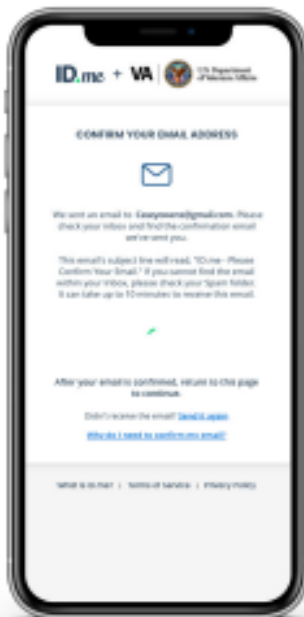 ID.me + VA U.S. Department
of Veterans Affairs
CONFIRM YOUR EMAIL ADDRESS
We sent an email to Please
check your inbox and find the confirmation email
we've sent you.
This email's subject line will read, "ID.me - Please
Confirm Your Email." If you cannot find the email
within your inbox, please check your Spam folder.
It can take up to 10 minutes to receive this email.
After your email is confirmed, return to this page
to continue.
Didn't receive the email? Send it again
Why do I need to confirm my email?
What is ID.me? | Terms of Service | Privacy Policy